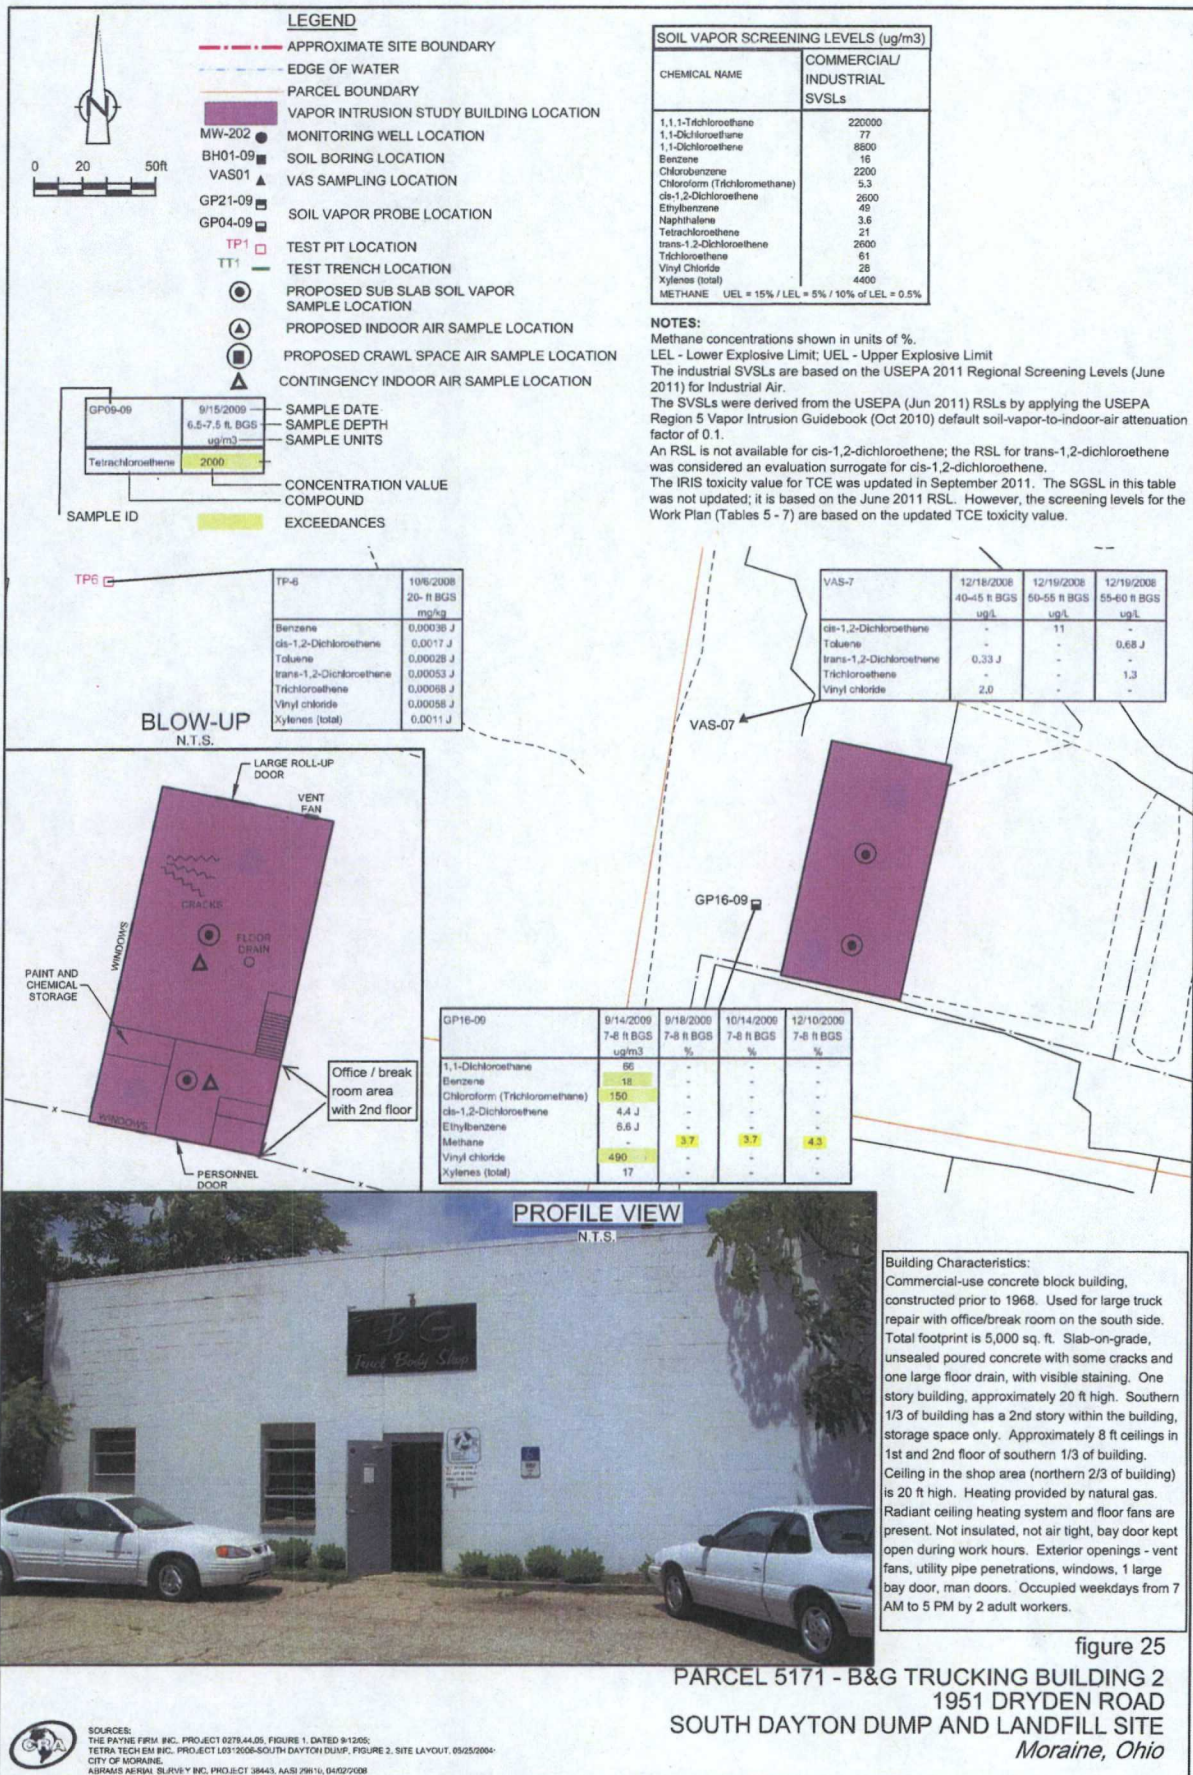 LEGEND
APPROXIMATE SITE BOUNDARY
EDGE OF WATER
PARCEL BOUNDARY
VAPOR INTRUSION STUDY BUILDING LOCATION
MW-202 MONITORING WELL LOCATION
BH01-09 SOIL BORING LOCATION
VAS01 VAS SAMPLING LOCATION
GP21-09
GP04-09
SOIL VAPOR PROBE LOCATION
TP1 TEST PIT LOCATION
TT1 TEST TRENCH LOCATION
PROPOSED SUB SLAB SOIL VAPOR
SAMPLE LOCATION
PROPOSED INDOOR AIR SAMPLE LOCATION
PROPOSED CRAWL SPACE AIR SAMPLE LOCATION
CONTINGENCY INDOOR AIR SAMPLE LOCATION
N
0 20 50ft
GP09-09 9/15/2009 SAMPLE DATE
6.5-7.5 ft. BGS SAMPLE DEPTH
ug/m3 SAMPLE UNITS
Tetrachloroethene 2000
CONCENTRATION VALUE
COMPOUND
SAMPLE ID
EXCEEDANCES
SOIL VAPOR SCREENING LEVELS (ug/m3)
CHEMICAL NAME
COMMERCIAL/
INDUSTRIAL
SVSLs
1,1,1-Trichloroethane 220000
1,1-Dichloroethane 77
1,1-Dichloroethene 8800
Benzene 16
Chlorobenzene 2200
Chloroform (Trichloromethane) 5.3
cis-1,2-Dichloroethene 2600
Ethylbenzene 49
Naphthalene 3.6
Tetrachloroethene 21
trans-1,2-Dichloroethene 2600
Trichloroethene 61
Vinyl Chloride 28
Xylenes (total) 4400
METHANE UEL = 15% / LEL = 5% / 10% of LEL = 0.5%
NOTES:
Methane concentrations shown in units of %.
LEL - Lower Explosive Limit; UEL - Upper Explosive Limit
The industrial SVSLs are based on the USEPA 2011 Regional Screening Levels (June
2011) for Industrial Air.
The SVSLs were derived from the USEPA (Jun 2011) RSLs by applying the USEPA
Region 5 Vapor Intrusion Guidebook (Oct 2010) default soil-vapor-to-indoor-air attenuation
factor of 0.1.
An RSL is not available for cis-1,2-dichloroethene; the RSL for trans-1,2-dichloroethene
was considered an evaluation surrogate for cis-1,2-dichloroethene.
The IRIS toxicity value for TCE was updated in September 2011. The SGSL in this table
was not updated; it is based on the June 2011 RSL. However, the screening levels for the
Work Plan (Tables 5 - 7) are based on the updated TCE toxicity value.
TP6
TP-6 10/6/2008
20- ft BGS
mg/kg
Benzene 0.00038 J
cis-1,2-Dichloroethene 0.0017 J
Toluene 0.00028 J
trans-1,2-Dichloroethene 0.00053 J
Trichloroethene 0.00068 J
Vinyl chloride 0.00058 J
Xylenes (total) 0.0011 J
VAS-7 12/18/2008 12/19/2008 12/19/2008
40-45 ft BGS 50-55 ft BGS 55-60 ft BGS
ug/L ug/L ug/L
cis-1,2-Dichloroethene - 11 -
Toluene - - 0.68 J
trans-1,2-Dichloroethene 0.33 J - -
Trichloroethene - - 1.3
Vinyl chloride 2.0 - -
VAS-07
BLOW-UP
N.T.S.
LARGE ROLL-UP
DOOR
VENT
FAN
CRACKS
FLOOR
DRAIN
WINDOWS
PAINT AND
CHEMICAL
STORAGE
Office / break
room area
with 2nd floor
WINDOWS
PERSONNEL
DOOR
GP16-09
GP16-09 9/14/2009 9/18/2009 10/14/2009 12/10/2009
7-8 ft BGS 7-8 ft BGS 7-8 ft BGS 7-8 ft BGS
ug/m3 % % %
1,1-Dichloroethane 66 - - -
Benzene 18 - - -
Chloroform (Trichloromethane) 150 - - -
cis-1,2-Dichloroethene 4.4 J - - -
Ethylbenzene 6.6 J - - -
Methane - 3.7 3.7 4.3
Vinyl chloride 490 - - -
Xylenes (total) 17 - - -
PROFILE VIEW
N.T.S.
B G
Truck Body Shop
Building Characteristics:
Commercial-use concrete block building,
constructed prior to 1968. Used for large truck
repair with office/break room on the south side.
Total footprint is 5,000 sq. ft. Slab-on-grade,
unsealed poured concrete with some cracks and
one large floor drain, with visible staining. One
story building, approximately 20 ft high. Southern
1/3 of building has a 2nd story within the building,
storage space only. Approximately 8 ft ceilings in
1st and 2nd floor of southern 1/3 of building.
Ceiling in the shop area (northern 2/3 of building)
is 20 ft high. Heating provided by natural gas.
Radiant ceiling heating system and floor fans are
present. Not insulated, not air tight, bay door kept
open during work hours. Exterior openings - vent
fans, utility pipe penetrations, windows, 1 large
bay door, man doors. Occupied weekdays from 7
AM to 5 PM by 2 adult workers.
figure 25
PARCEL 5171 - B&G TRUCKING BUILDING 2
1951 DRYDEN ROAD
SOUTH DAYTON DUMP AND LANDFILL SITE
Moraine, Ohio
CRA
SOURCES:
THE PAYNE FIRM INC. PROJECT 0279.44.05, FIGURE 1, DATED 9/12/05;
TETRA TECH EM INC. PROJECT L0312006-SOUTH DAYTON DUMP, FIGURE 2, SITE LAYOUT, 05/25/2004-
CITY OF MORAINE.
ABRAMS AERIAL SURVEY INC. PROJECT 38443, AASI 29810, 04/02/2008